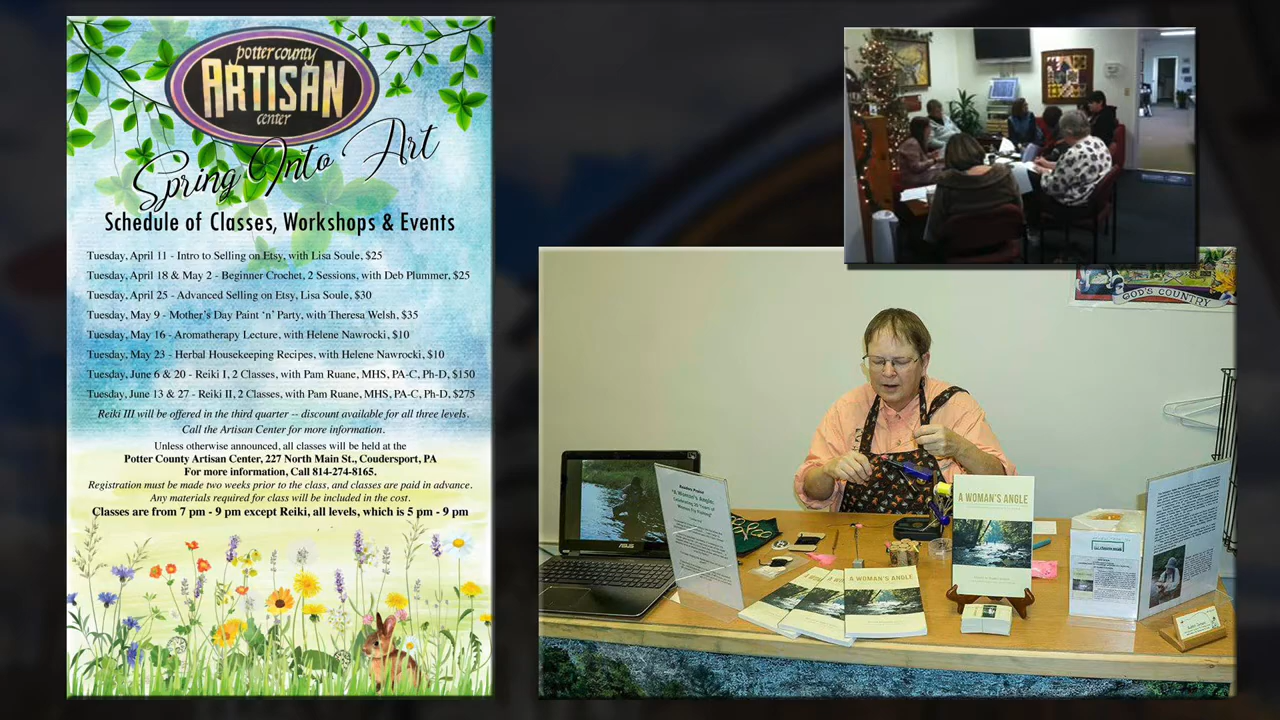 potter county
ARTISAN
center
Spring Into Art
Schedule of Classes, Workshops & Events
Tuesday, April 11 - Intro to Selling on Etsy, with Lisa Soule, $25
Tuesday, April 18 & May 2 - Beginner Crochet, 2 Sessions, with Deb Plummer, $25
Tuesday, April 25 - Advanced Selling on Etsy, Lisa Soule, $30
Tuesday, May 9 - Mother's Day Paint 'n' Party, with Theresa Welsh, $35
Tuesday, May 16 - Aromatherapy Lecture, with Helene Nawrocki, $10
Tuesday, May 23 - Herbal Housekeeping Recipes, with Helene Nawrocki, $10
Tuesday, June 6 & 20 - Reiki I, 2 Classes, with Pam Ruane, MHS, PA-C, Ph-D, $150
Tuesday, June 13 & 27 - Reiki II, 2 Classes, with Pam Ruane, MHS, PA-C, Ph-D, $275
Reiki III will be offered in the third quarter -- discount available for all three levels.
Call the Artisan Center for more information.
Unless otherwise announced, all classes will be held at the
Potter County Artisan Center, 227 North Main St., Coudersport, PA
For more information, Call 814-274-8165.
Registration must be made two weeks prior to the class, and classes are paid in advance.
Any materials required for class will be included in the cost.
Classes are from 7 pm - 9 pm except Reiki, all levels, which is 5 pm - 9 pm
GOD'S COUNTRY
ASUS
"A Woman's Angle:
Celebrating 20 Years of
Women Fly Fishing"
A WOMAN'S ANGLE
A WOMAN'S ANGLE